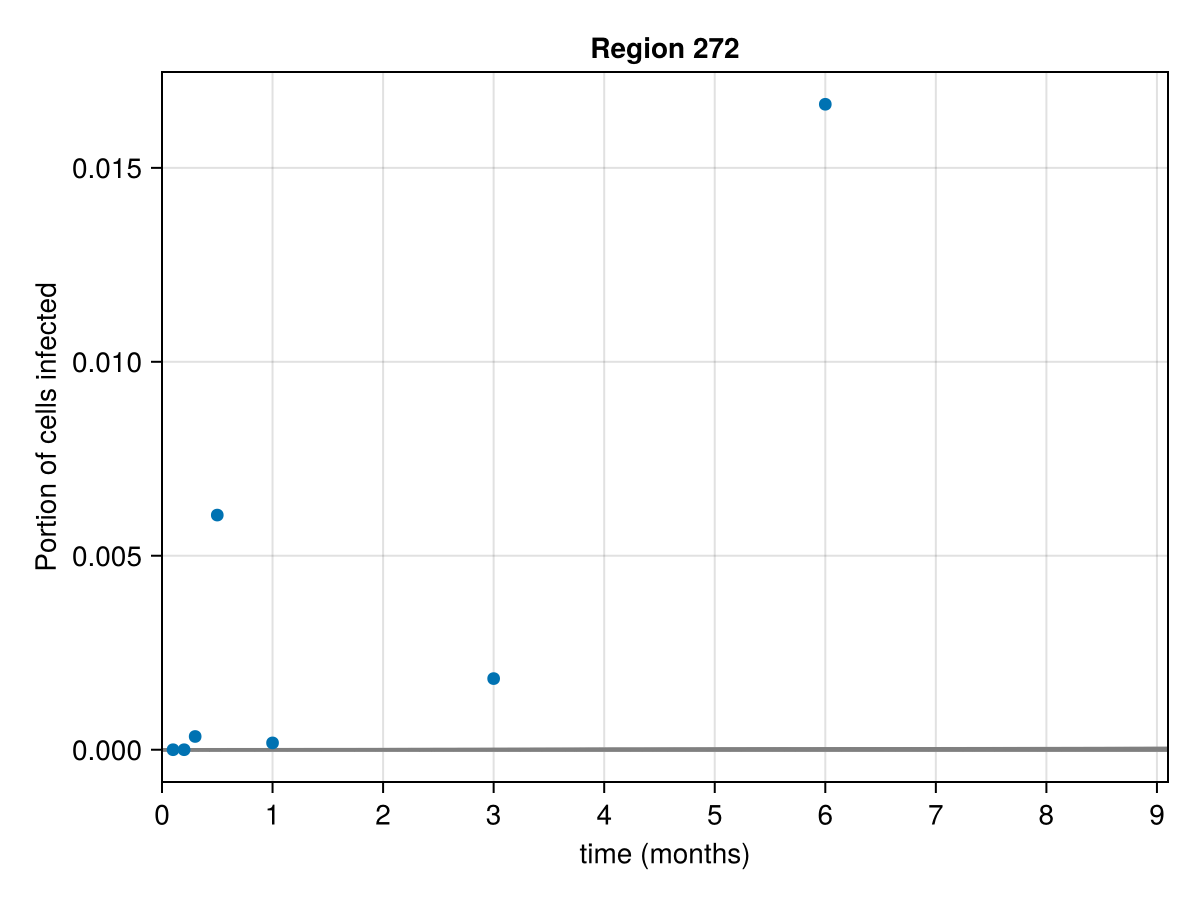 Region 272
0.015
0.010
0.005
0.000
Portion of cells infected
0 1 2 3 4 5 6 7 8 9
time (months)